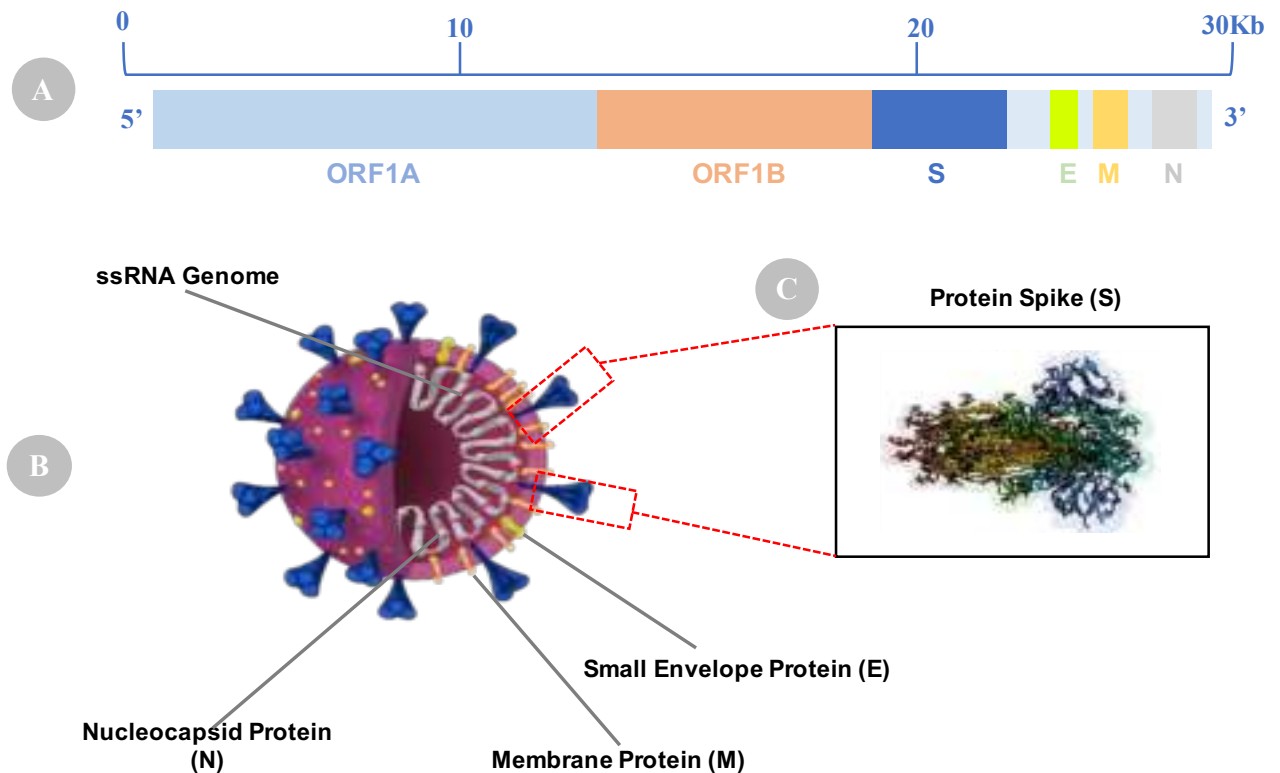 0
10
20
30Kb
A
5’
3’
ORF1A
ORF1B
S
E
M
N
ssRNA Genome
C
Protein Spike (S)
B
Small Envelope Protein (E)
Nucleocapsid Protein
(N)
Membrane Protein (M)